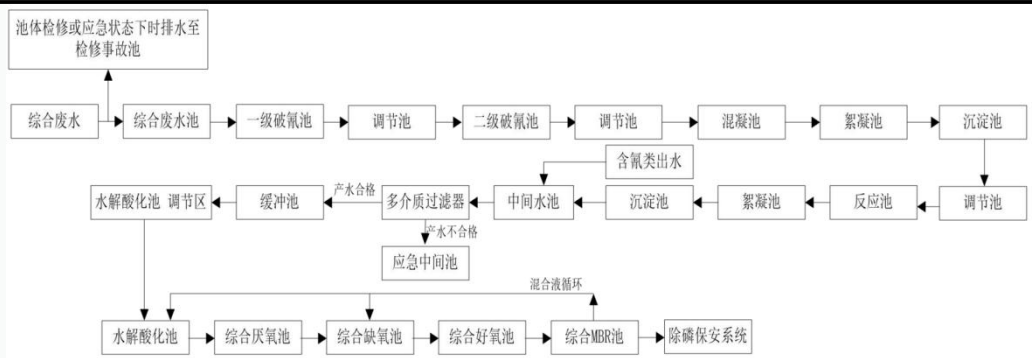 池体检修或应急状态下时排水至
检修事故池
综合废水
综合废水池
一级破氰池
调节池
二级破氰池
调节池
混凝池
絮凝池
沉淀池
含氰类出水
水解酸化池 调节区
产水合格
缓冲池
多介质过滤器
中间水池
沉淀池
絮凝池
反应池
调节池
产水不合格
应急中间池
混合液循环
水解酸化池
综合厌氧池
综合缺氧池
综合好氧池
综合MBR池
除磷保安系统